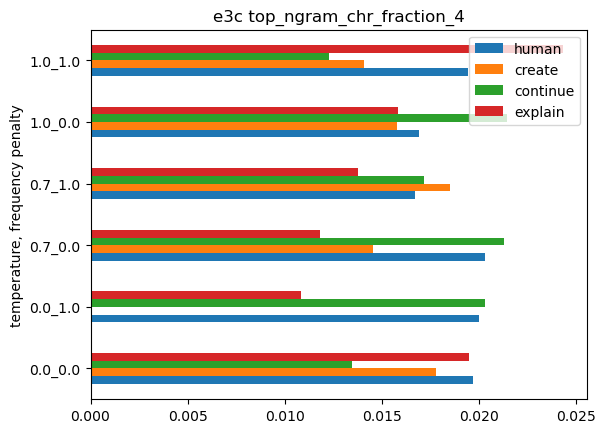 e3c top_ngram_chr_fraction_4
human
create
continue
explain
temperature, frequency penalty
1.0_1.0
1.0_0.0
0.7_1.0
0.7_0.0
0.0_1.0
0.0_0.0
0.000 0.005 0.010 0.015 0.020 0.025